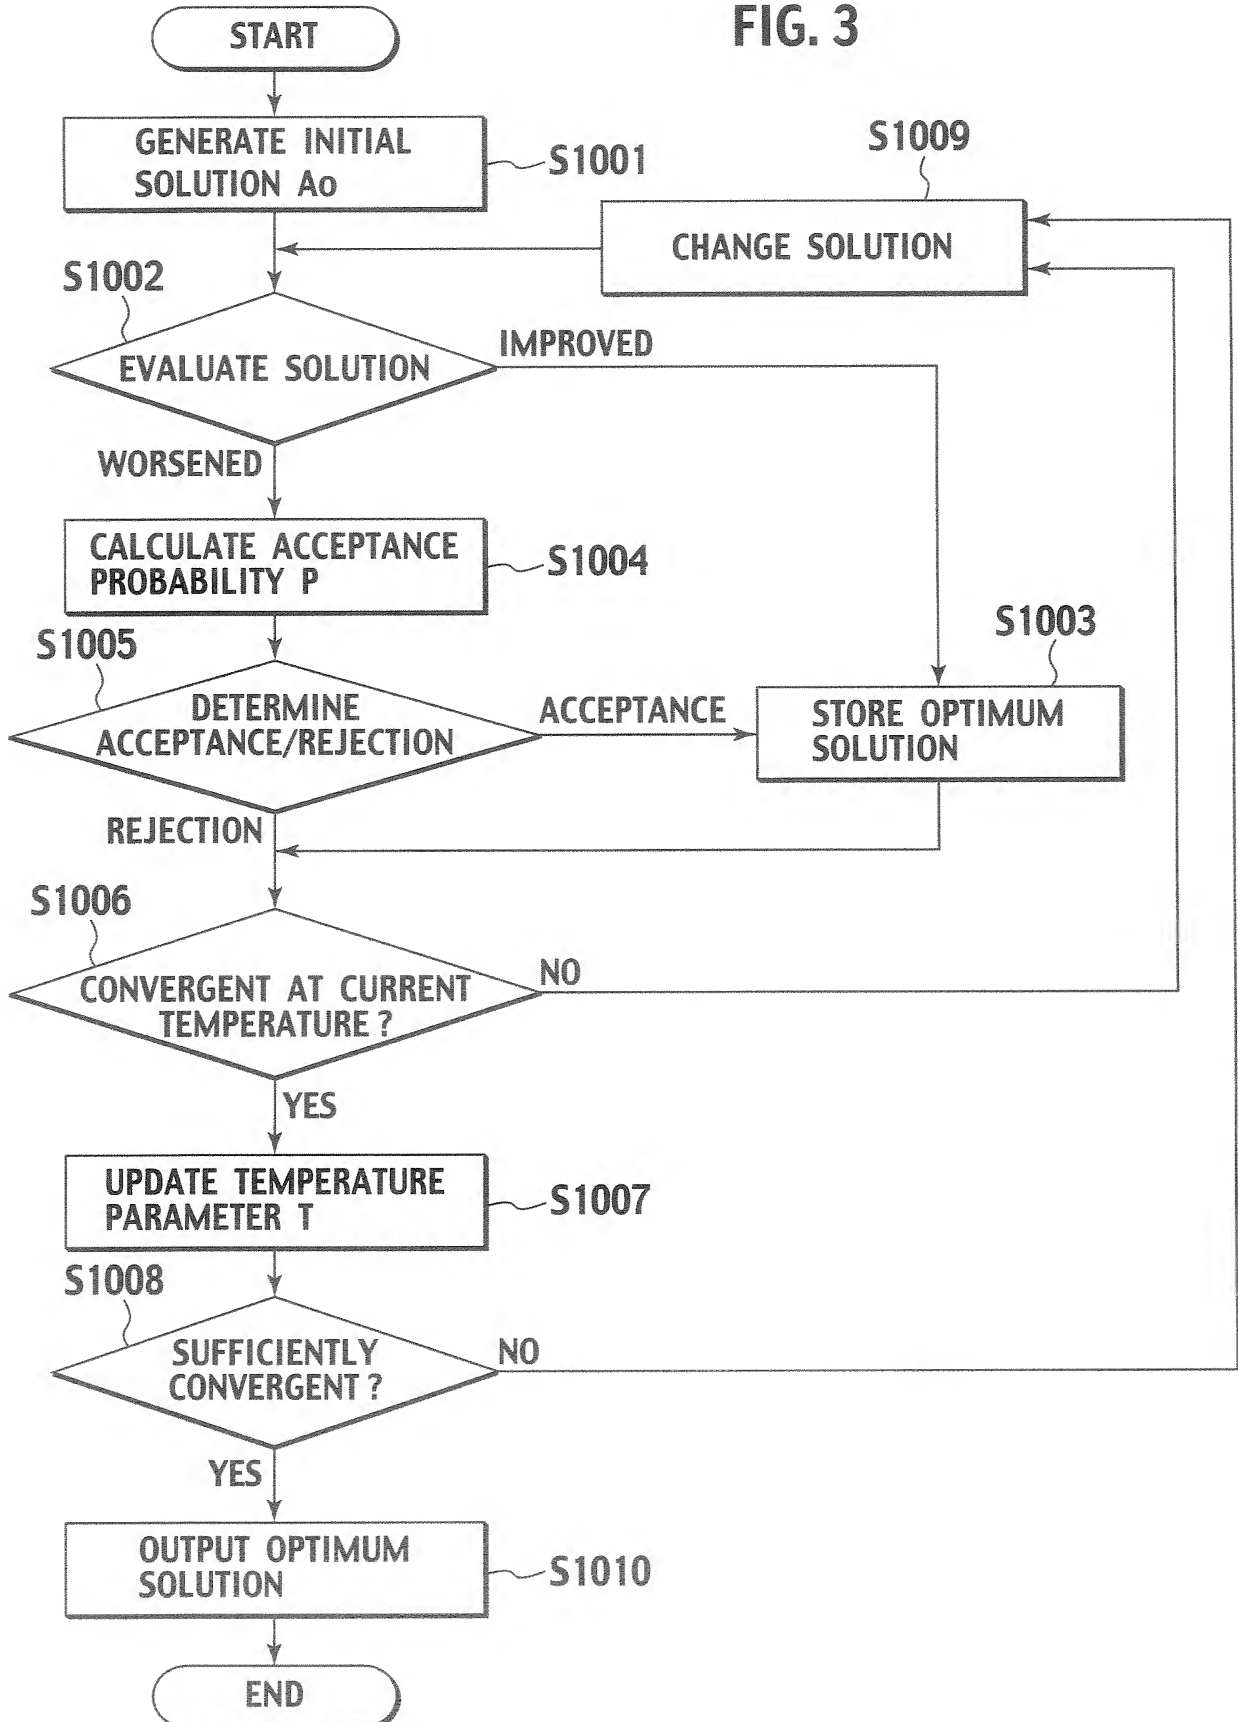 FIG. 3
START
GENERATE INITIAL
SOLUTION A0
S1001
S1009
CHANGE SOLUTION
S1002
EVALUATE SOLUTION
IMPROVED
WORSENED
CALCULATE ACCEPTANCE
PROBABILITY P
S1004
S1005
DETERMINE
ACCEPTANCE/REJECTION
ACCEPTANCE
S1003
STORE OPTIMUM
SOLUTION
REJECTION
S1006
CONVERGENT AT CURRENT
TEMPERATURE ?
NO
YES
UPDATE TEMPERATURE
PARAMETER T
S1007
S1008
SUFFICIENTLY
CONVERGENT ?
NO
YES
OUTPUT OPTIMUM
SOLUTION
S1010
END